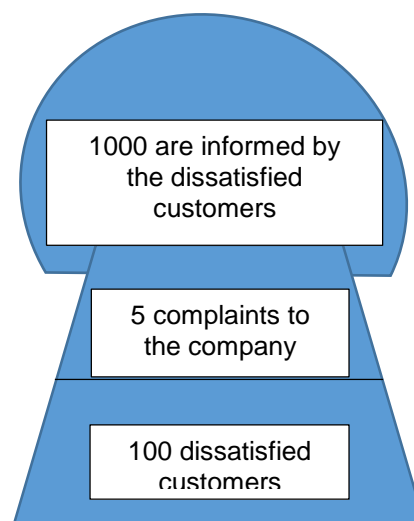 1000 are informed by
the dissatisfied
customers
5 complaints to
the company
100 dissatisfied
customers